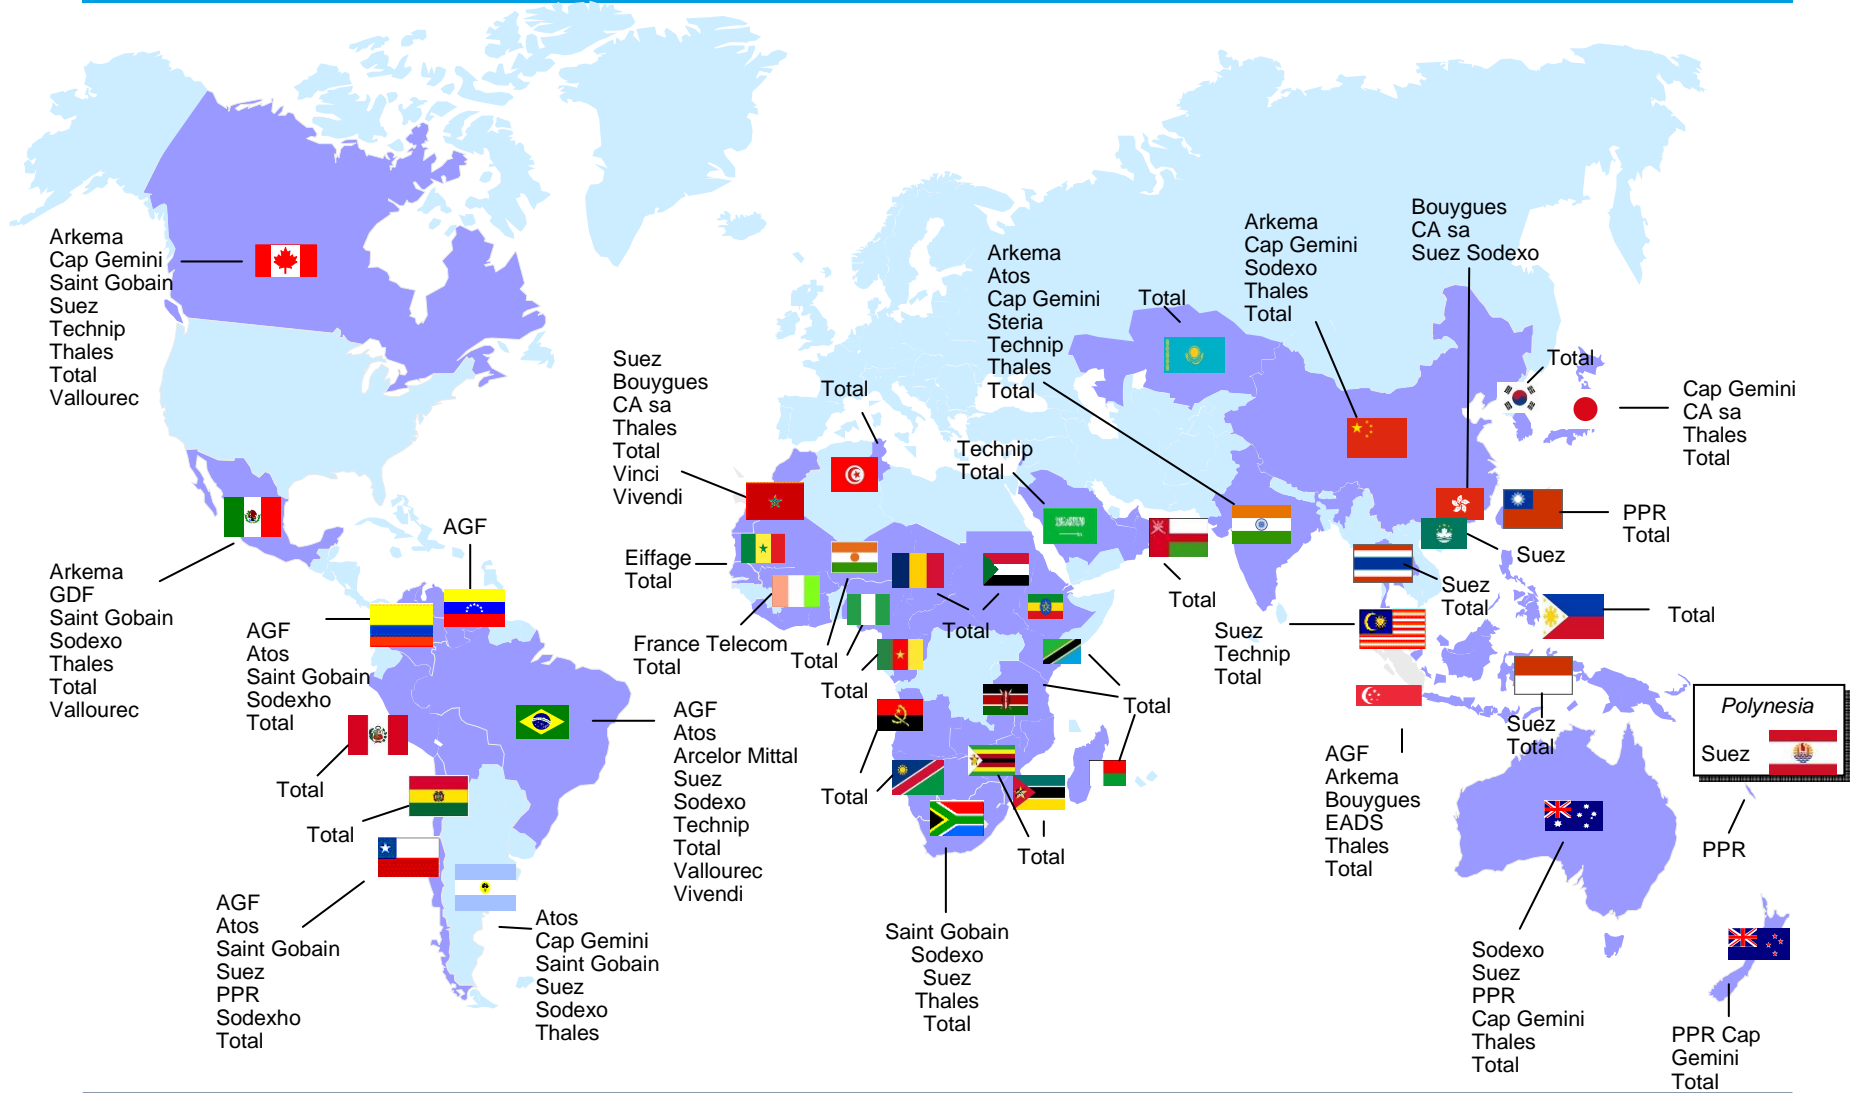 Arkema
Cap Gemini
Saint Gobain
Suez
Technip
Thales
Total
Vallourec
Arkema
GDF
Saint Gobain
Sodexo
Thales
Total
Vallourec
AGF
AGF
Atos
Saint Gobain
Sodexho
Total
Total
Total
AGF
Atos
Saint Gobain
Suez
PPR
Sodexho
Total
Atos
Cap Gemini
Saint Gobain
Suez
Sodexo
Thales
AGF
Atos
Arcelor Mittal
Suez
Sodexo
Technip
Total
Vallourec
Vivendi
Suez
Bouygues
CA sa
Thales
Total
Vinci
Vivendi
Total
Eiffage
Total
France Telecom
Total
Total
Total
Total
Total
Total
Total
Saint Gobain
Sodexo
Suez
Thales
Total
Technip
Total
Arkema
Atos
Cap Gemini
Steria
Technip
Thales
Total
Total
Total
Arkema
Cap Gemini
Sodexo
Thales
Total
Bouygues
CA sa
Suez Sodexo
Total
Cap Gemini
CA sa
Thales
Total
PPR
Total
Suez
Suez
Total
Total
Suez
Technip
Total
Suez
Total
AGF
Arkema
Bouygues
EADS
Thales
Total
Polynesia
Suez
PPR
Sodexo
Suez
PPR
Cap Gemini
Thales
Total
PPR Cap
Gemini
Total